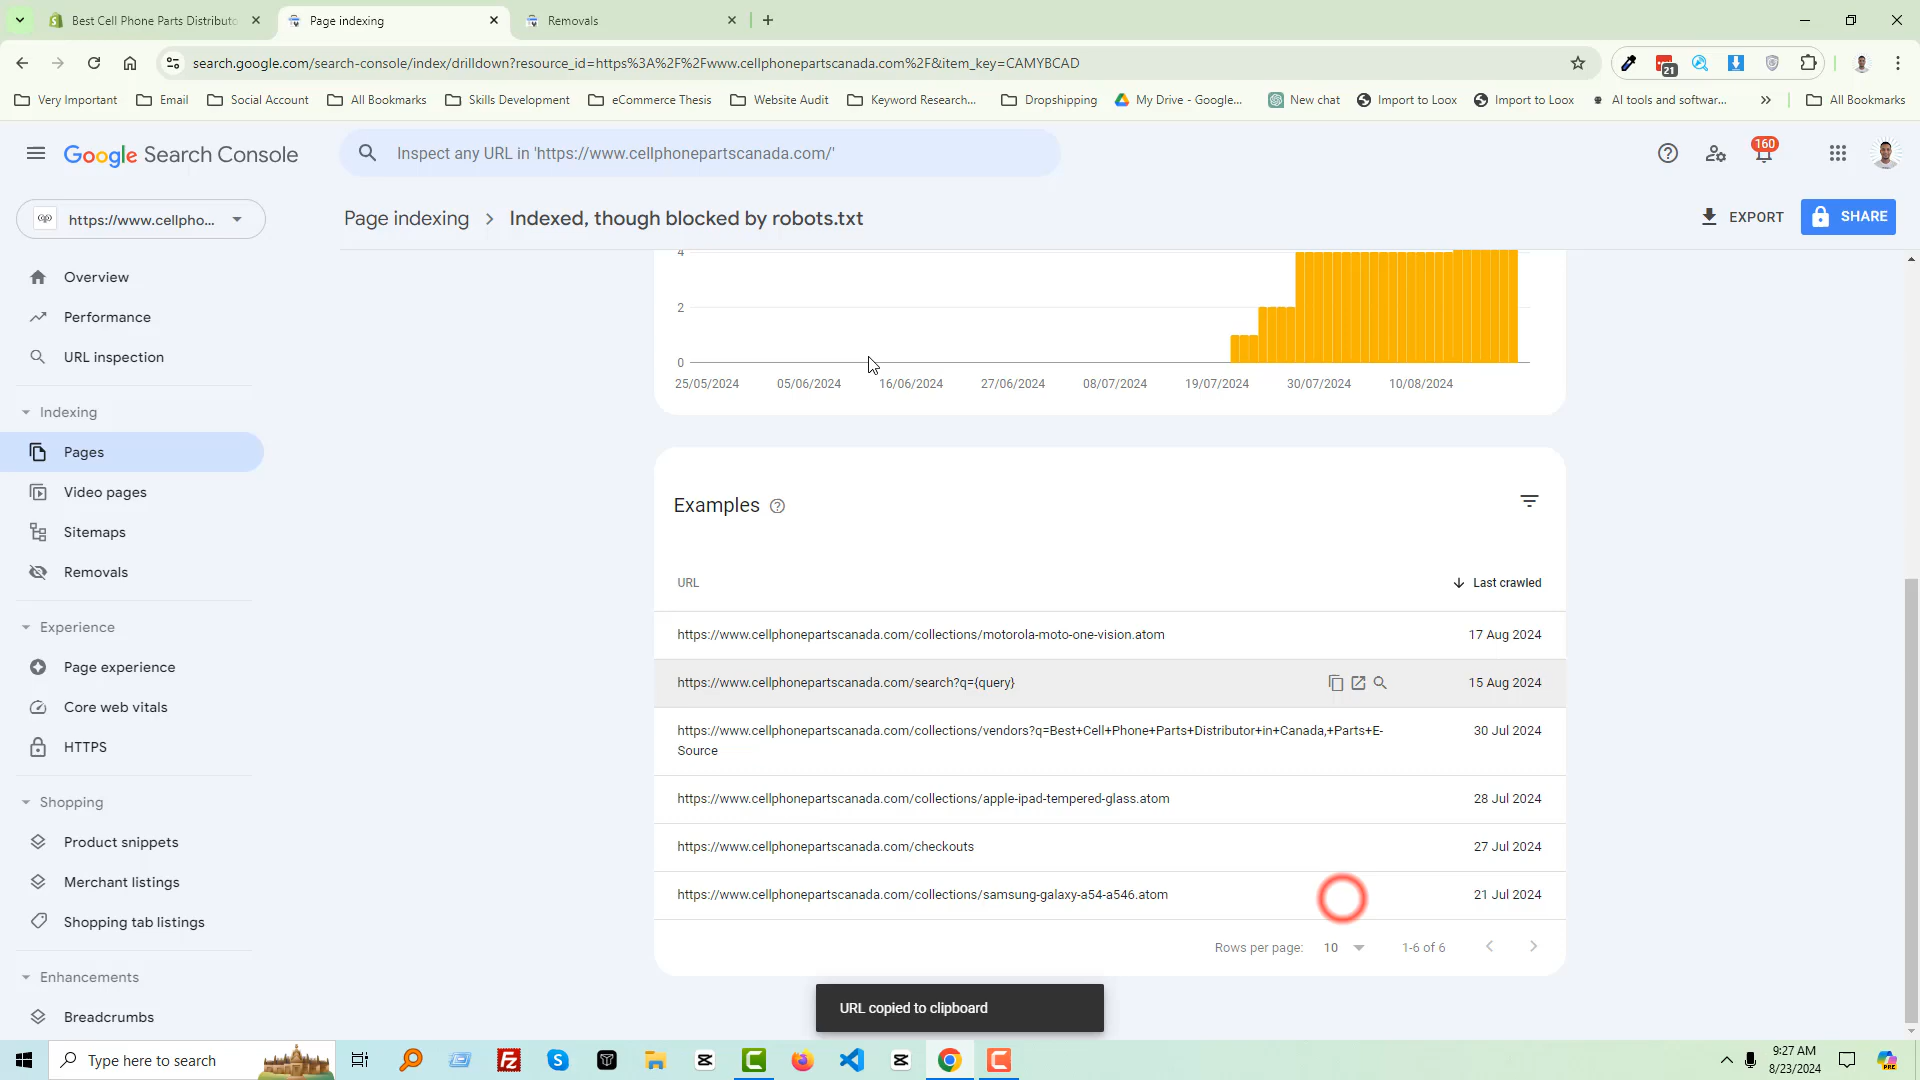 Best Cell Phone Parts Distributo
Page indexing
Removals
search.google.com/search-console/index/drilldown?resource_id=https%3A%2F%2Fwww.cellphonepartscanada.com%2F&item_key=CAMYBCAD
21
Very Important
Email
Social Account
All Bookmarks
Skills Development
eCommerce Thesis
Website Audit
Keyword Research...
Dropshipping
My Drive - Google...
New chat
Import to Loox
Import to Loox
AI tools and softwar...
All Bookmarks
Google Search Console
Inspect any URL in 'https://www.cellphonepartscanada.com/'
160
https://www.cellpho...
Page indexing
Indexed, though blocked by robots.txt
EXPORT
SHARE
Overview
Performance
URL inspection
Indexing
Pages
Video pages
Sitemaps
Removals
Experience
Page experience
Core web vitals
HTTPS
Shopping
Product snippets
Merchant listings
Shopping tab listings
Enhancements
Breadcrumbs
4
2
0
25/05/2024 05/06/2024 16/06/2024 27/06/2024 08/07/2024 19/07/2024 30/07/2024 10/08/2024
Examples
URL
Last crawled
https://www.cellphonepartscanada.com/collections/motorola-moto-one-vision.atom
17 Aug 2024
https://www.cellphonepartscanada.com/search?q={query}
15 Aug 2024
https://www.cellphonepartscanada.com/collections/vendors?q=Best+Cell+Phone+Parts+Distributor+in+Canada,+Parts+E-
Source
30 Jul 2024
https://www.cellphonepartscanada.com/collections/apple-ipad-tempered-glass.atom
28 Jul 2024
https://www.cellphonepartscanada.com/checkouts
27 Jul 2024
https://www.cellphonepartscanada.com/collections/samsung-galaxy-a54-a546.atom
21 Jul 2024
Rows per page:
10
1-6 of 6
URL copied to clipboard
Type here to search
9:27 AM
8/23/2024